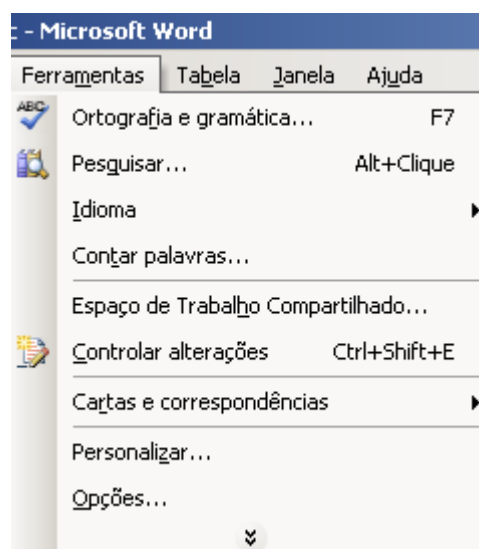 - Microsoft Word
Ferramentas Tabela Janela Ajuda
ABC Ortografia e gramática... F7
Pesquisar... Alt+Clique
Idioma
Contar palavras...
Espaço de Trabalho Compartilhado...
Controlar alterações Ctrl+Shift+E
Cartas e correspondências
Personalizar...
Opções...